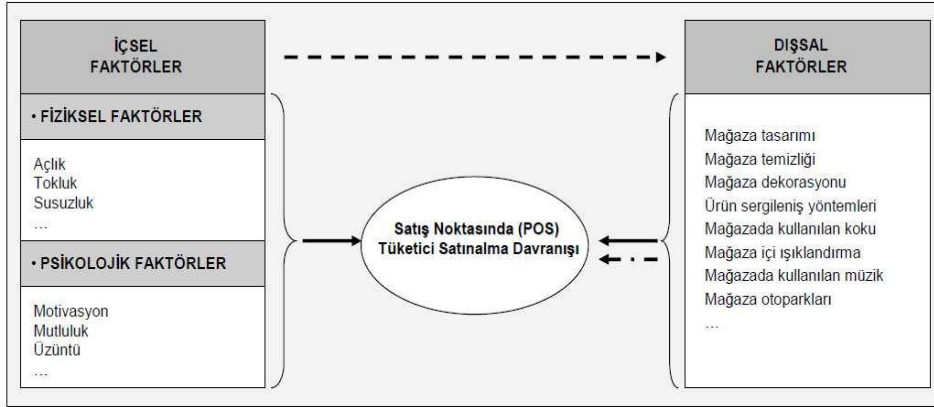 İÇSEL
FAKTÖRLER
• FİZİKSEL FAKTÖRLER
Açlık
Tokluk
Susuzluk
...
• PSİKOLOJİK FAKTÖRLER
Motivasyon
Mutluluk
Üzüntü
...
Satış Noktasında (POS)
Tüketici Satınalma Davranışı
DIŞSAL
FAKTÖRLER
Mağaza tasarımı
Mağaza temizliği
Mağaza dekorasyonu
Ürün sergileniş yöntemleri
Mağazada kullanılan koku
Mağaza içi ışıklandırma
Mağazada kullanılan müzik
Mağaza otoparkları
...